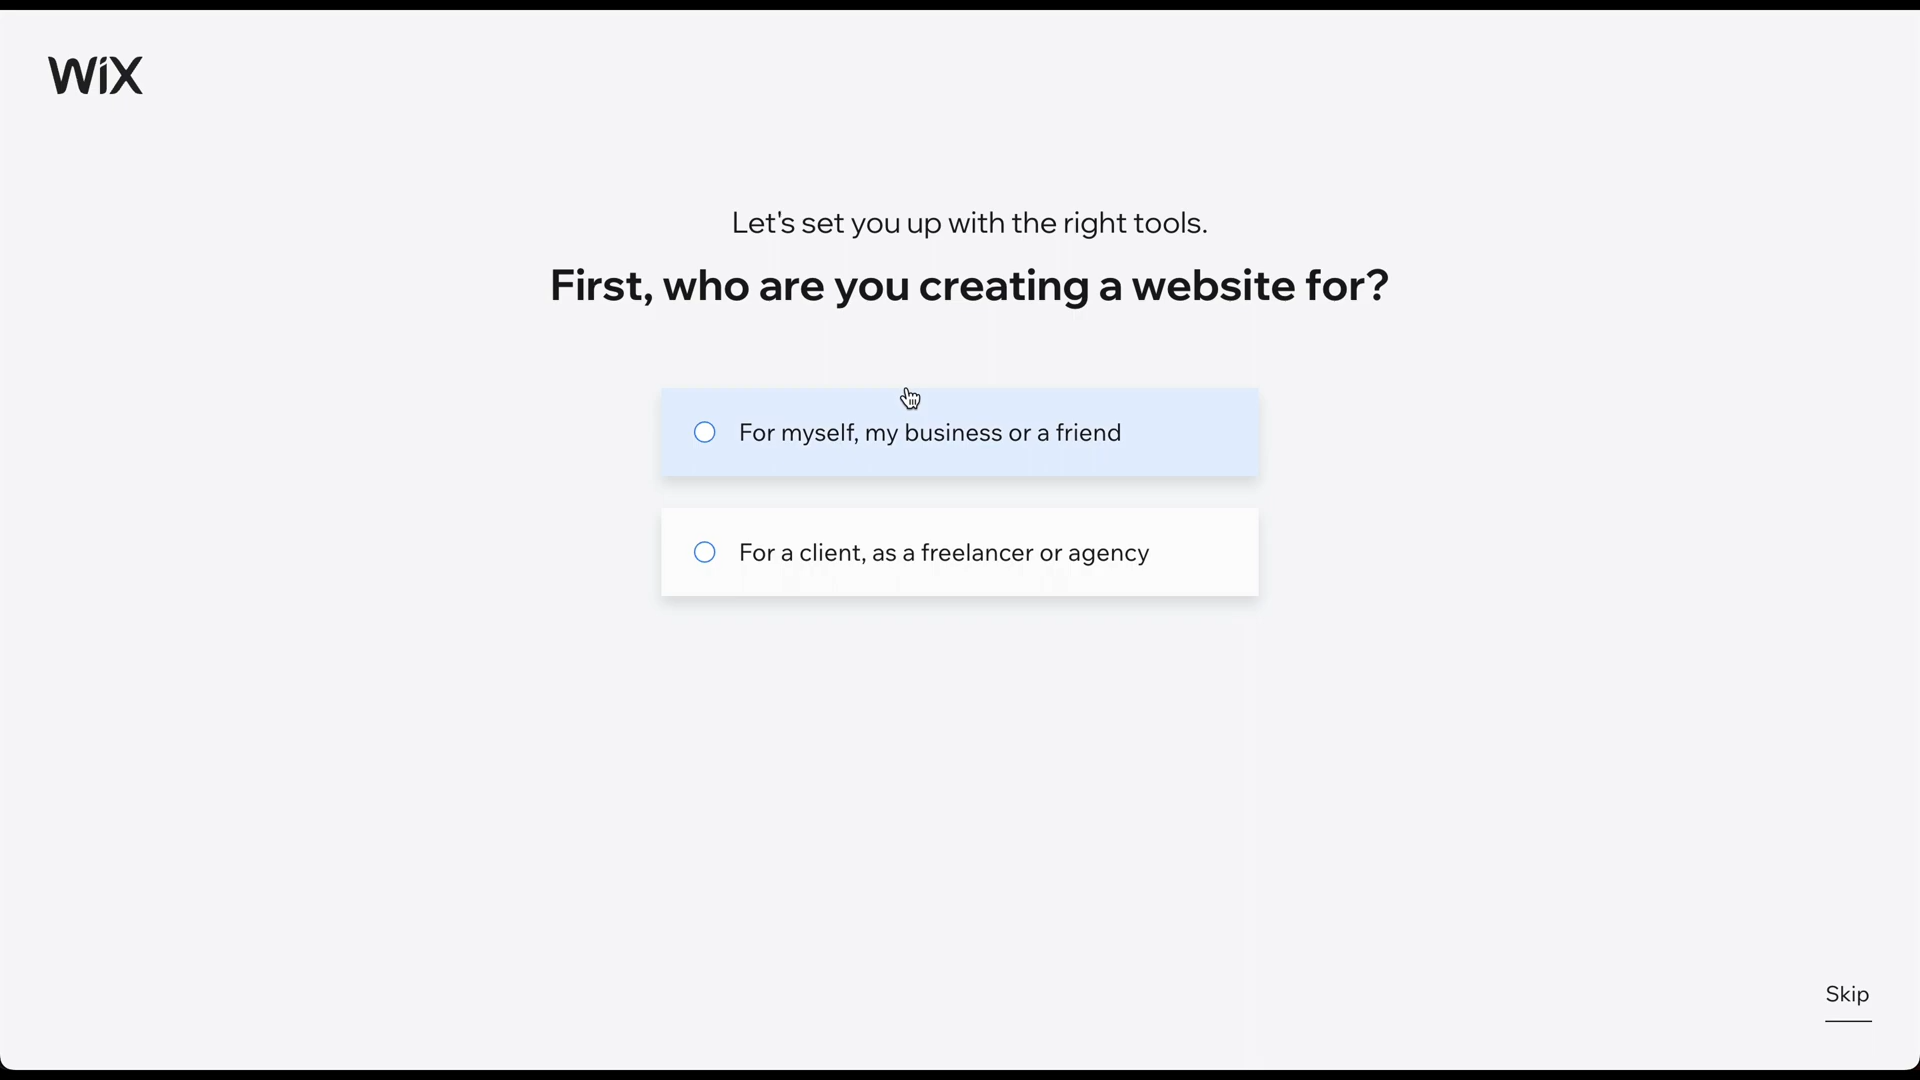 WiX
Let's set you up with the right tools.
First, who are you creating a website for?
For myself, my business or a friend
For a client, as a freelancer or agency
Skip